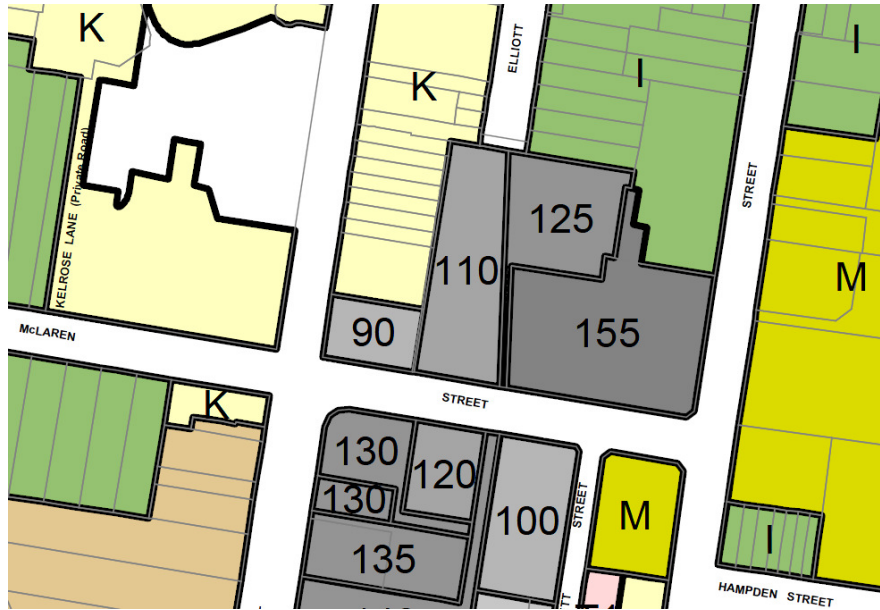 K
ELLIOTT
I
I
K
KELROSE LANE (Private Road)
STREET
125
110
M
155
90
McLAREN
STREET
K
130
120
130
100
STREET
M
135
I
HAMPDEN STREET